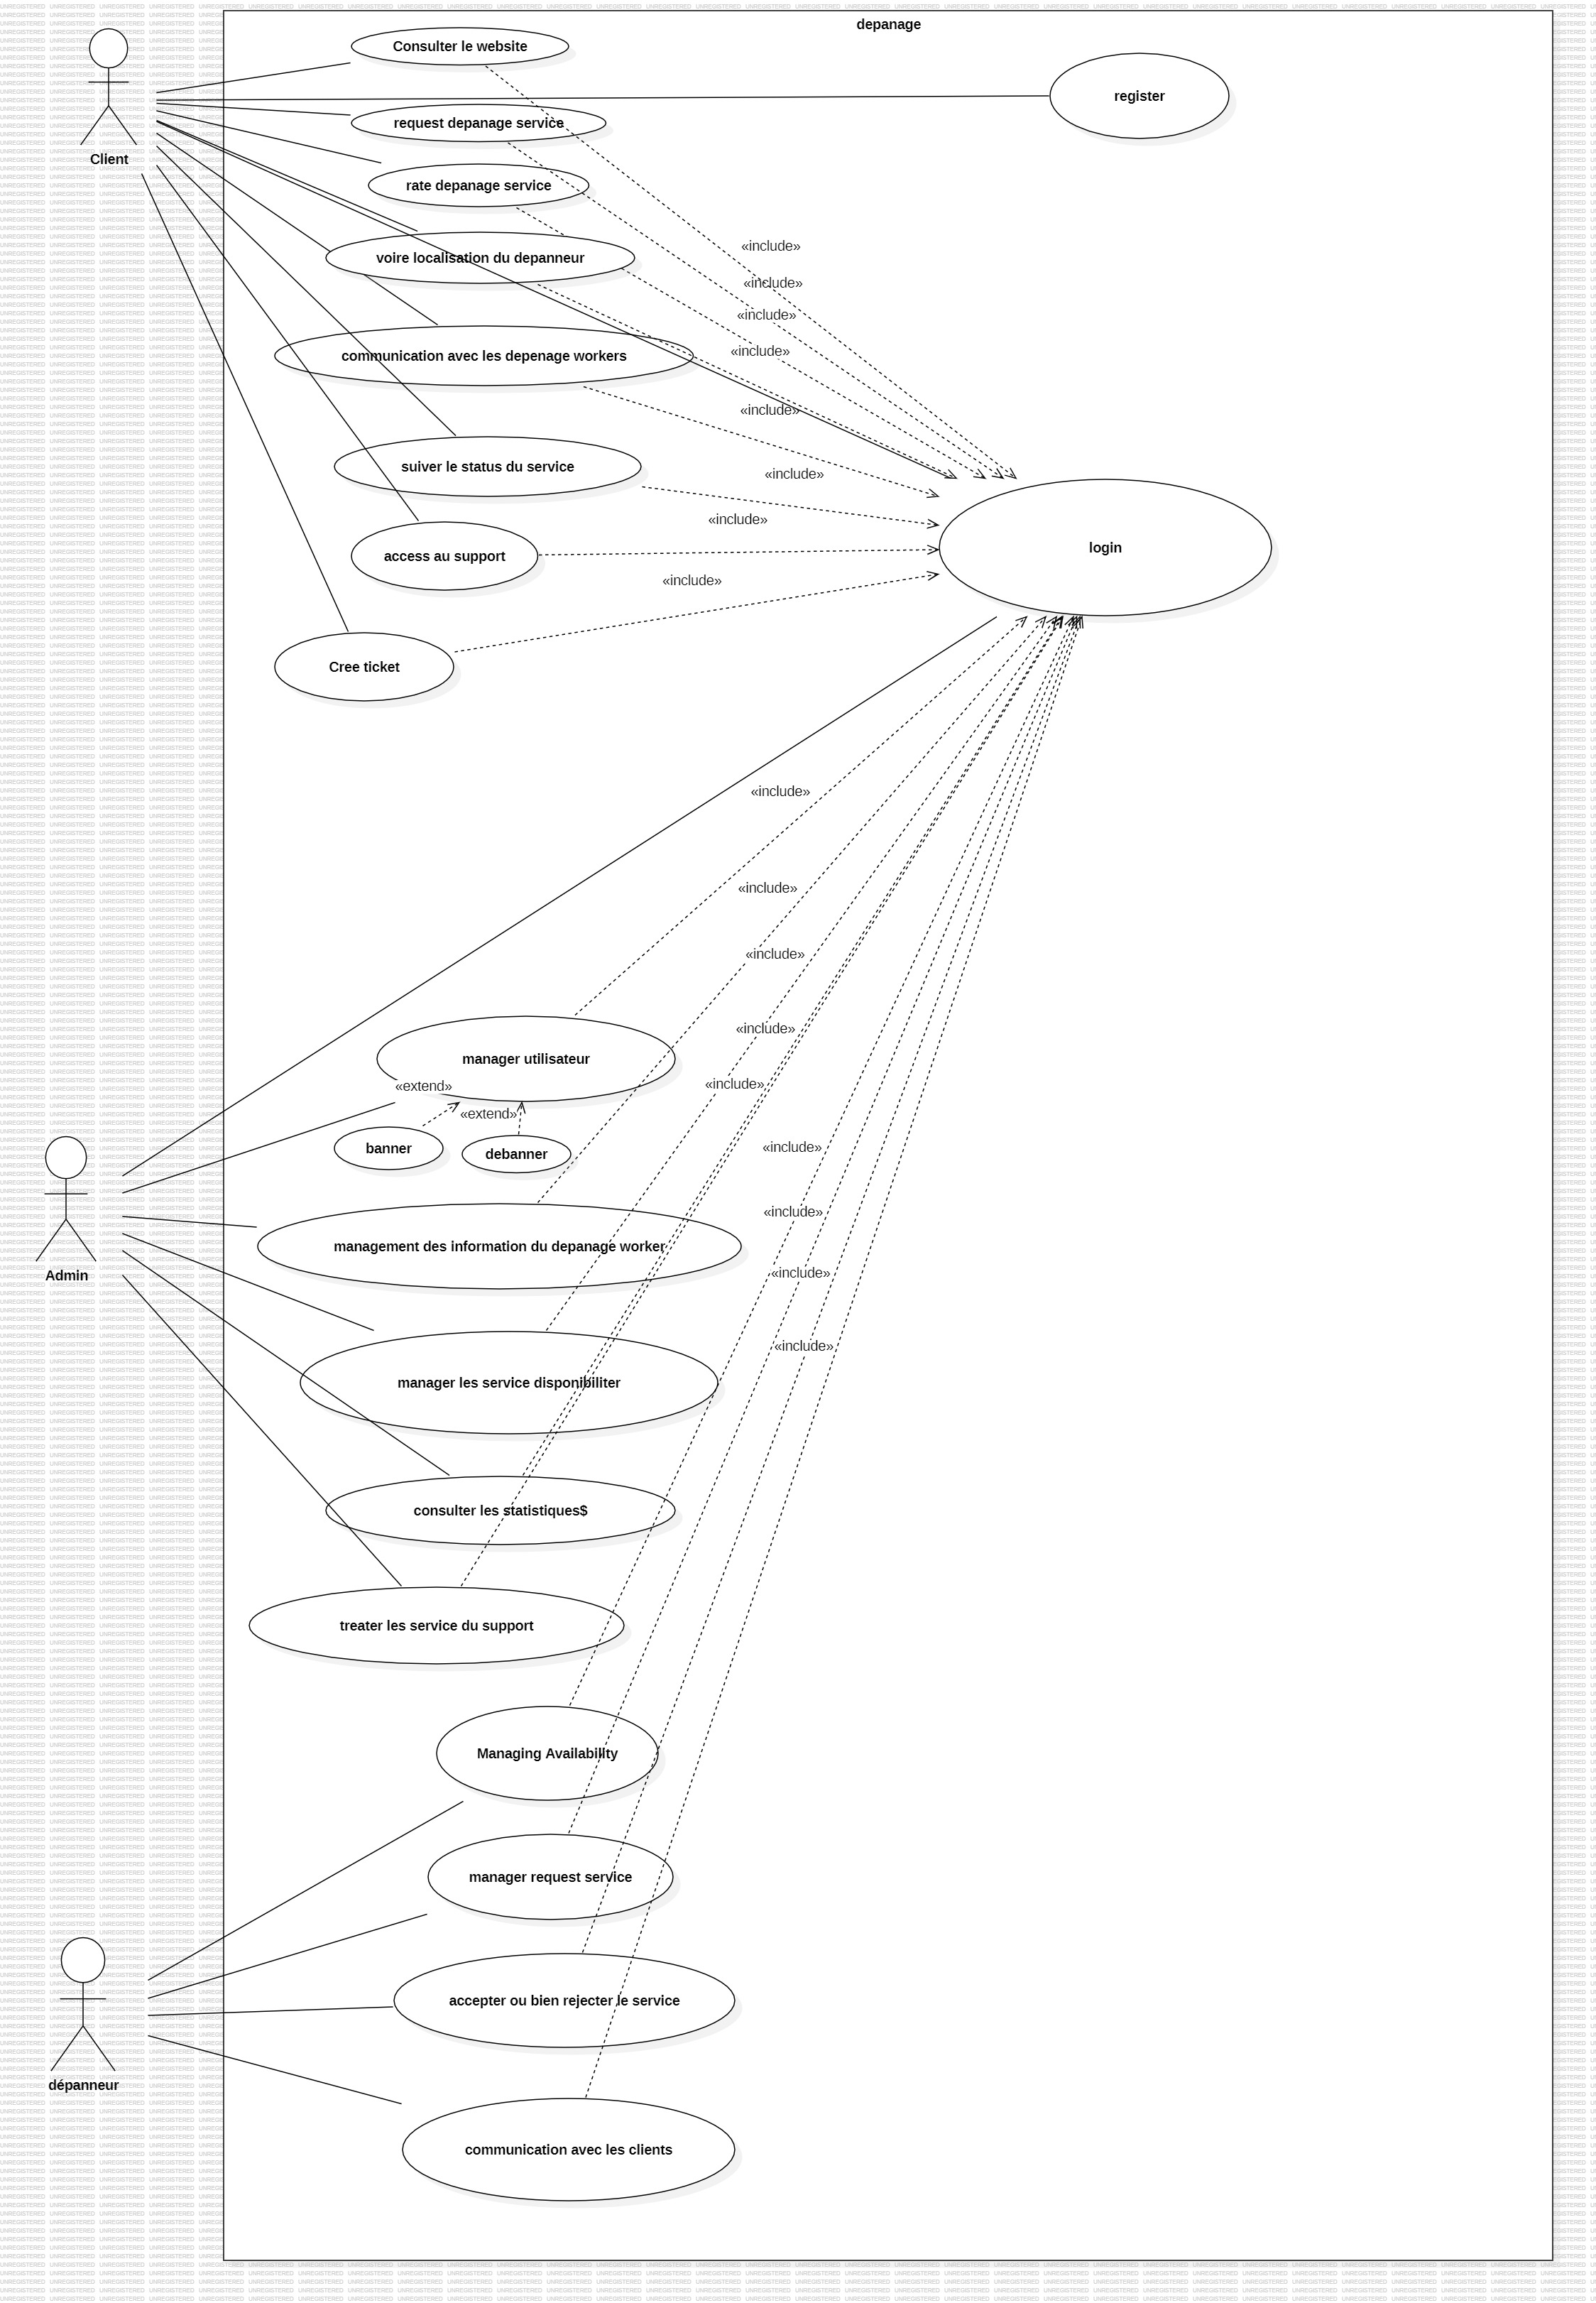 depanage
Consulter le website
register
request depanage service
Client
rate depanage service
«include»
voire localisation du depanneur
«include»
«include»
«include»
communication avec les depenage workers
«include»
suiver le status du service
«include»
«include»
login
access au support
«include»
Cree ticket
«include»
«include»
«include»
«include»
manager utilisateur
«extend»
«include»
«extend»
banner
debanner
«include»
«include»
management des information du depanage worker
Admin
«include»
«include»
manager les service disponibiliter
consulter les statistiques$
treater les service du support
Managing Availability
manager request service
accepter ou bien rejecter le service
dépanneur
communication avec les clients
UNREGISTERED